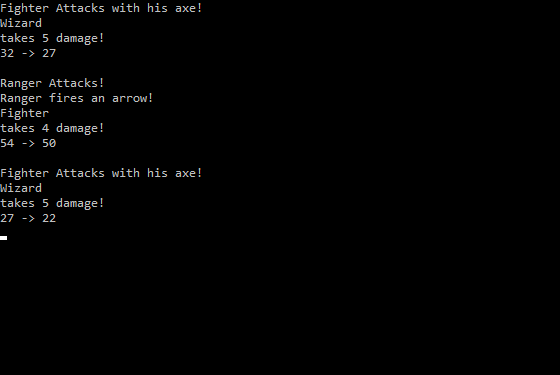 Fighter Attacks with his axe!
Wizard
takes 5 damage!
32 -> 27
Ranger Attacks!
Ranger fires an arrow!
Fighter
takes 4 damage!
54 -> 50
Fighter Attacks with his axe!
Wizard
takes 5 damage!
27 -> 22